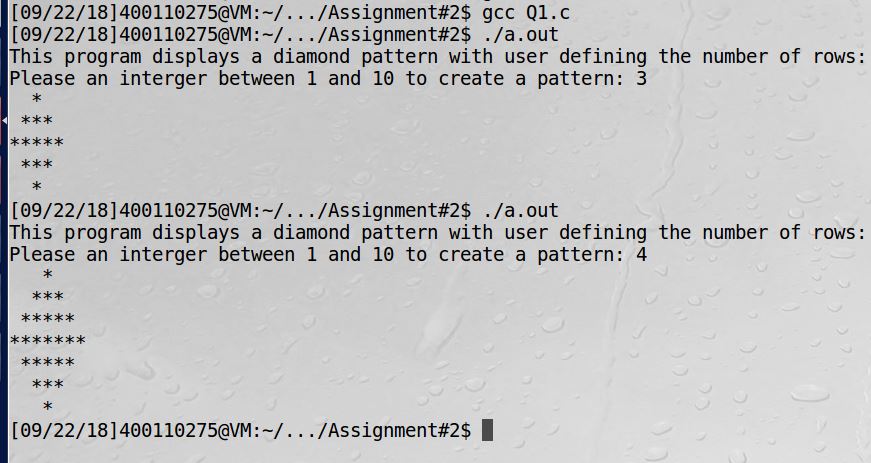 [09/22/18]400110275@VM:~/.../Assignment#2$ gcc Q1.c
[09/22/18]400110275@VM:~/.../Assignment#2$ ./a.out
This program displays a diamond pattern with user defining the number of rows:
Please an interger between 1 and 10 to create a pattern: 3
  *
 ***
*****
 ***
  *
[09/22/18]400110275@VM:~/.../Assignment#2$ ./a.out
This program displays a diamond pattern with user defining the number of rows:
Please an interger between 1 and 10 to create a pattern: 4
   *
  ***
 *****
*******
 *****
  ***
   *
[09/22/18]400110275@VM:~/.../Assignment#2$